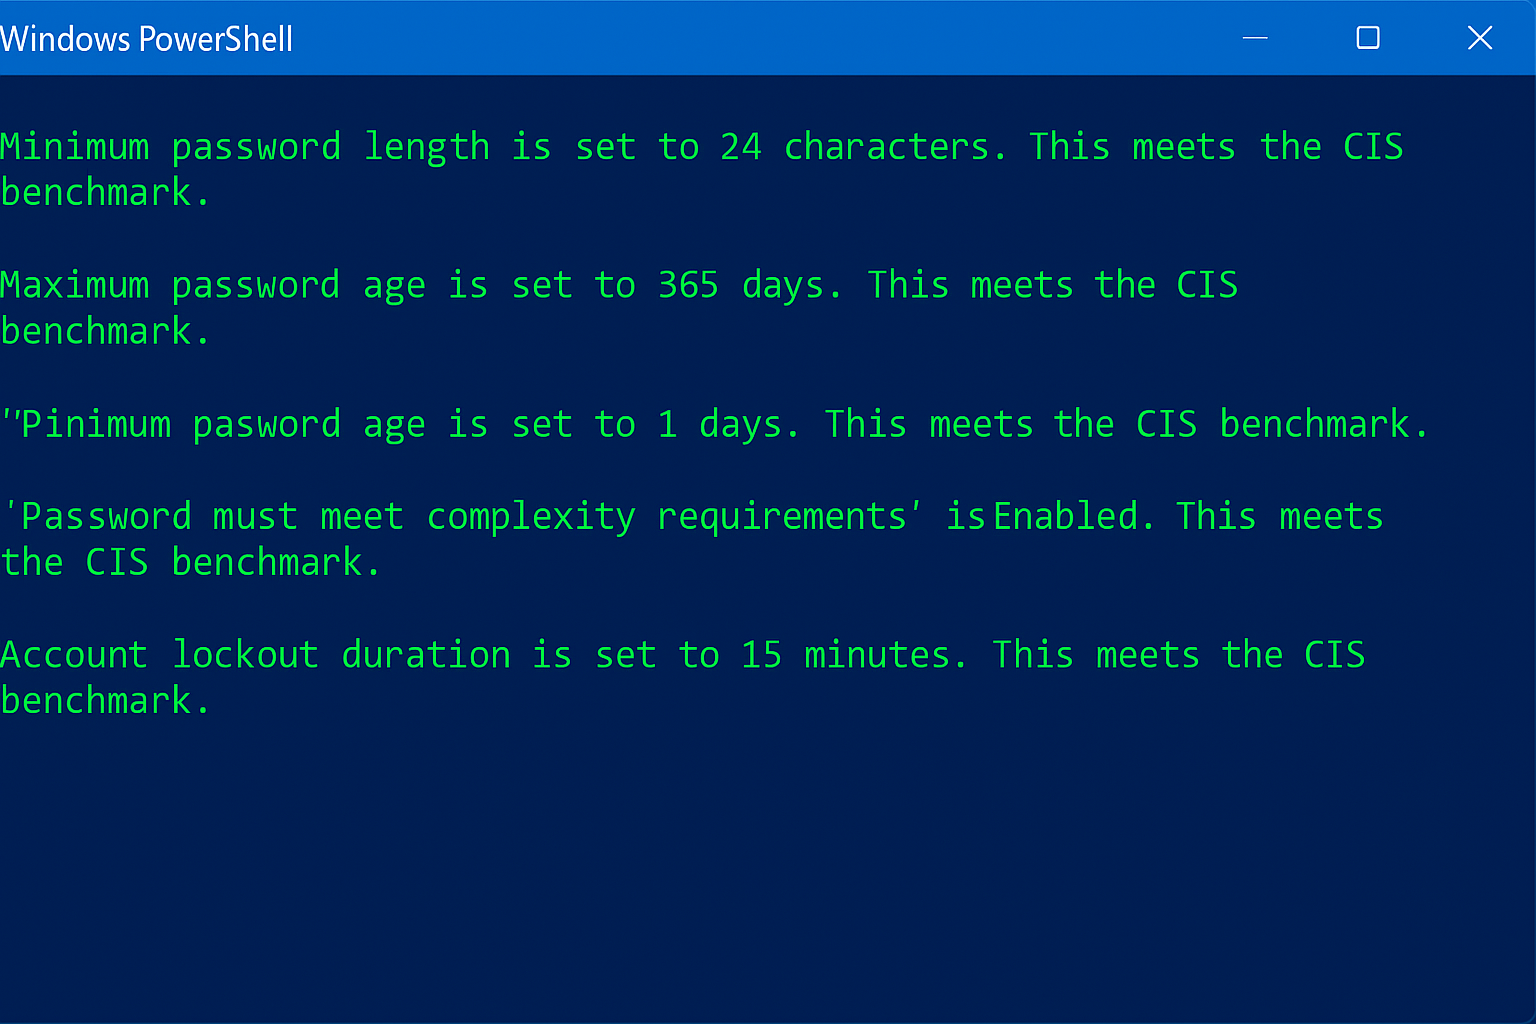 Windows PowerShell
Minimum password length is set to 24 characters. This meets the CIS
benchmark.
Maximum password age is set to 365 days. This meets the CIS
benchmark.
"Pinimum pasword age is set to 1 days. This meets the CIS benchmark.
'Password must meet complexity requirements' is Enabled. This meets
the CIS benchmark.
Account lockout duration is set to 15 minutes. This meets the CIS
benchmark.